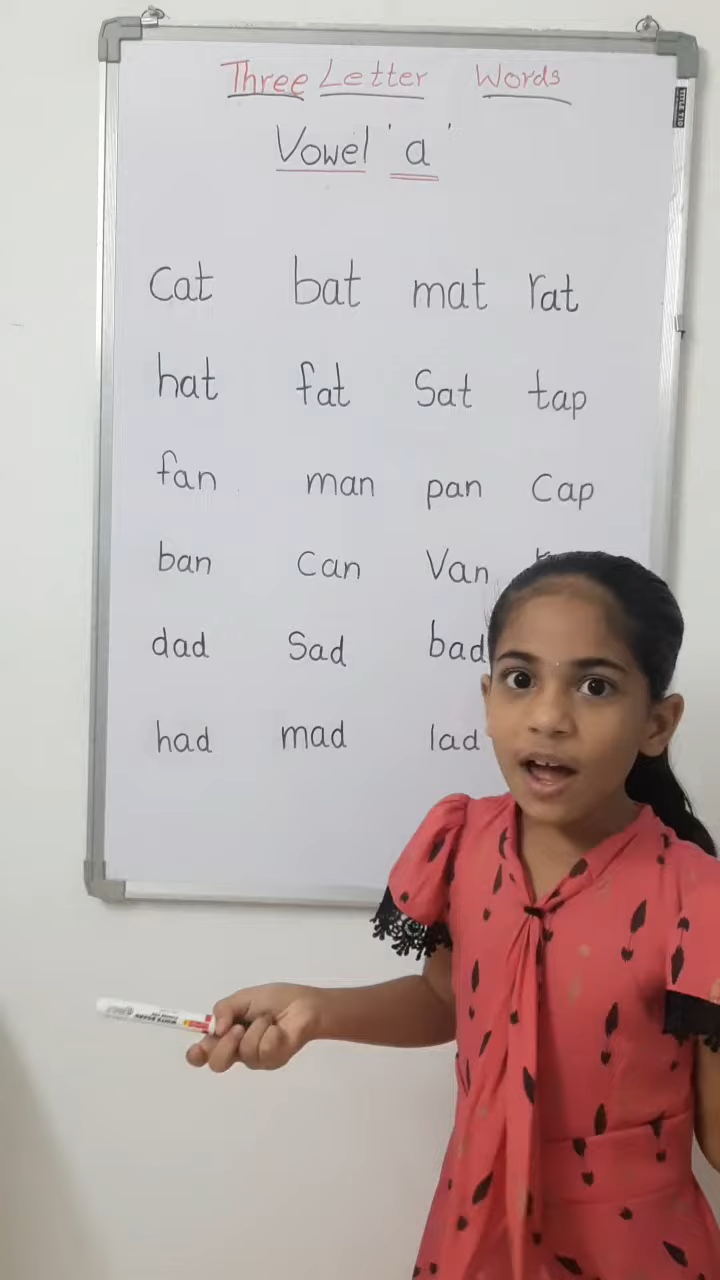 Three Letter Words
Vowel 'a'
Cat bat mat rat
hat fat Sat tap
fan man pan Cap
ban Can Van
dad Sad bad
had mad lad